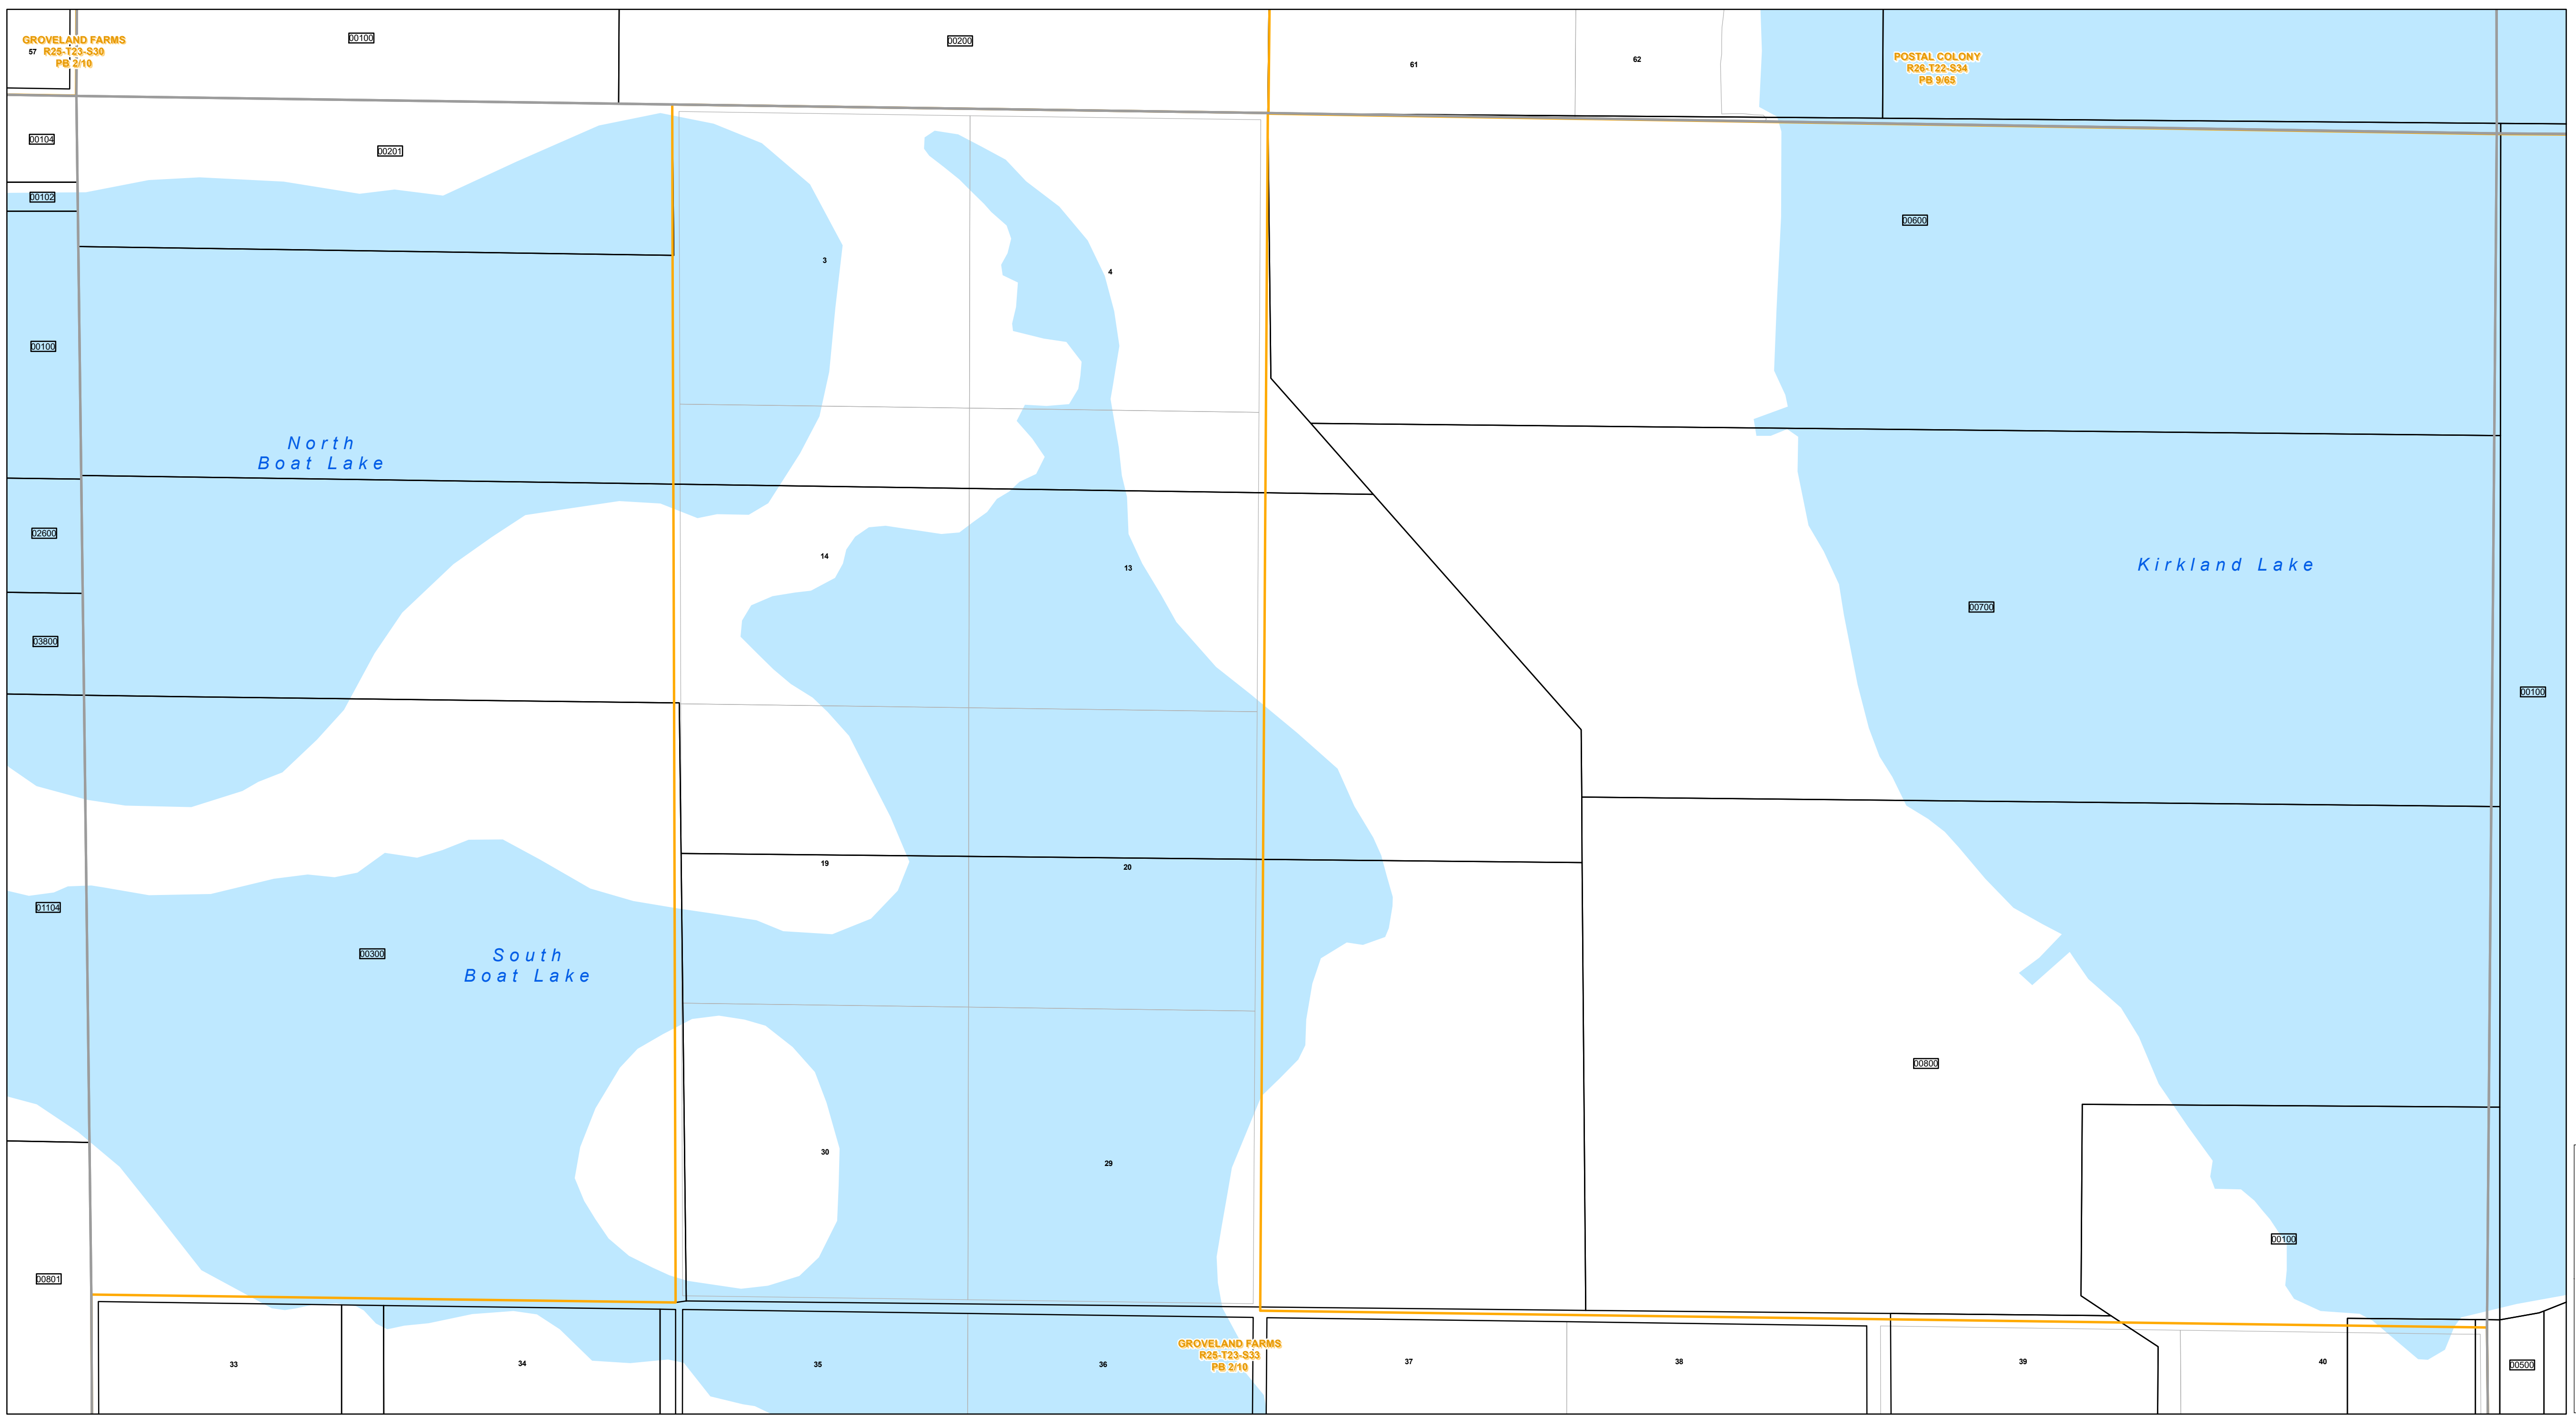 GROVELAND FARMS
R25-T23-S30
PB 2/10
57
00100
00200
61
62
POSTAL COLONY
R26-T22-S34
PB 9/65
00104
00201
00102
00600
3
4
00100
North
Boat Lake
02600
14
13
Kirkland Lake
00700
03800
00100
19
20
01104
00300
South
Boat Lake
00800
30
29
00100
00801
GROVELAND FARMS
R25-T23-S33
PB 2/10
33
34
35
36
37
38
39
40
00500